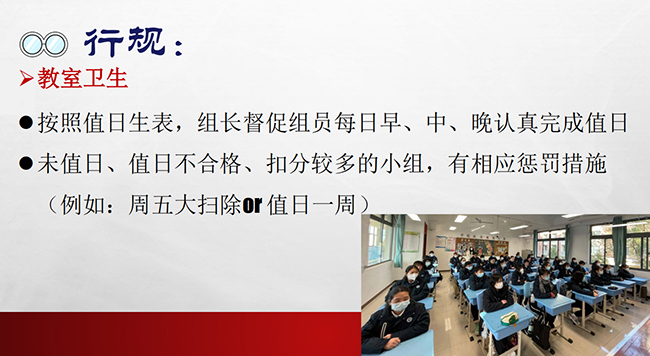 行规：
教室卫生
按照值日生表，组长督促组员每日早、中、晚认真完成值日
未值日、值日不合格、扣分较多的小组，有相应惩罚措施
（例如：周五大扫除or 值日一周）